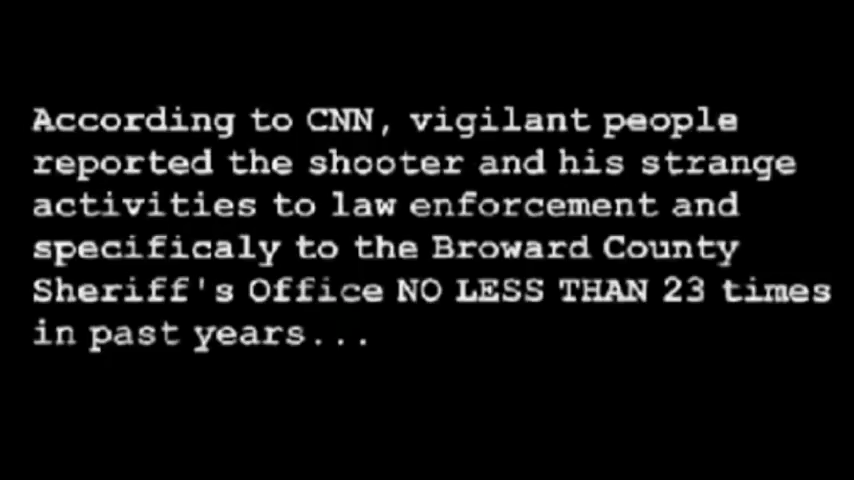 According to CNN, vigilant people
reported the shooter and his strange
activities to law enforcement and
specificaly to the Broward County
Sheriff's Office NO LESS THAN 23 times
in past years...